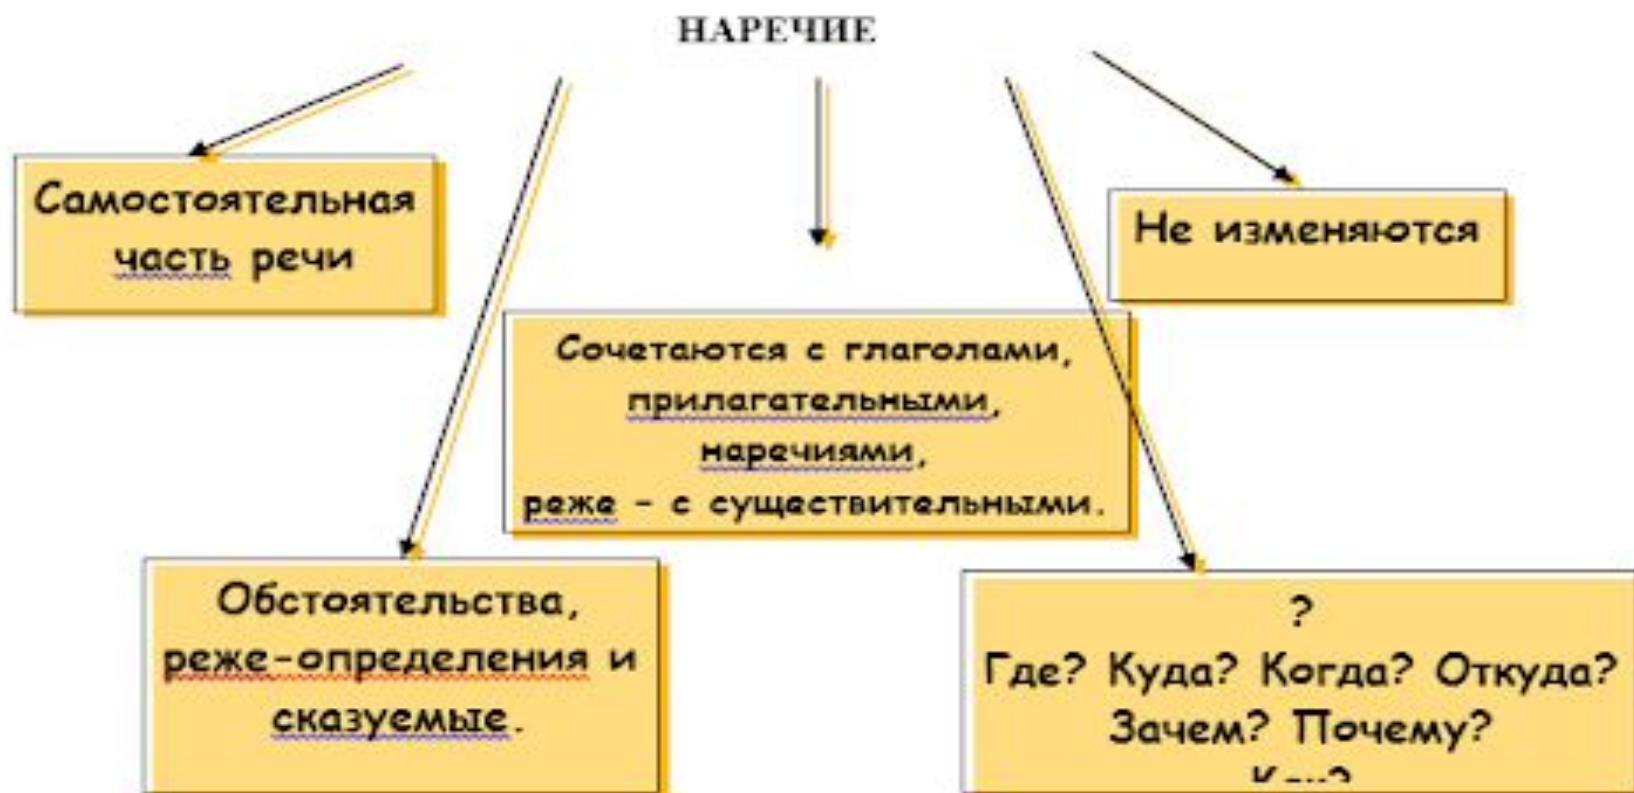 НАРЕЧИЕ
Самостоятельная
часть речи
Не изменяются
Сочетаются с глаголами,
прилагательными,
наречиями,
реже - с существительными.
Обстоятельства,
реже-определения и
сказуемые.
?
Где? Куда? Когда? Откуда?
Зачем? Почему?